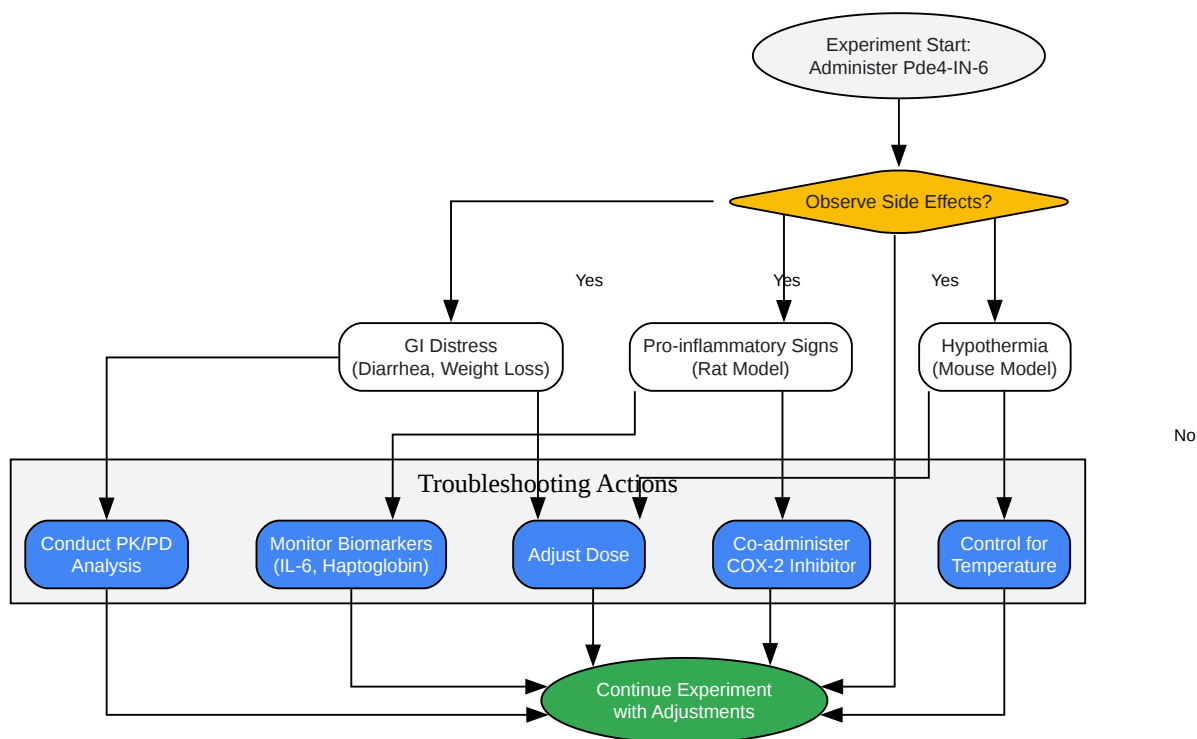 Experiment Start:
Administer Pde4-IN-6
Observe Side Effects?
Yes
Yes
Yes
GI Distress
(Diarrhea, Weight Loss)
Pro-inflammatory Signs
(Rat Model)
Hypothermia
(Mouse Model)
No
Troubleshooting Actions
Conduct PK/PD
Analysis
Monitor Biomarkers
(IL-6, Haptoglobin)
Adjust Dose
Co-administer
COX-2 Inhibitor
Control for
Temperature
Continue Experiment
with Adjustments